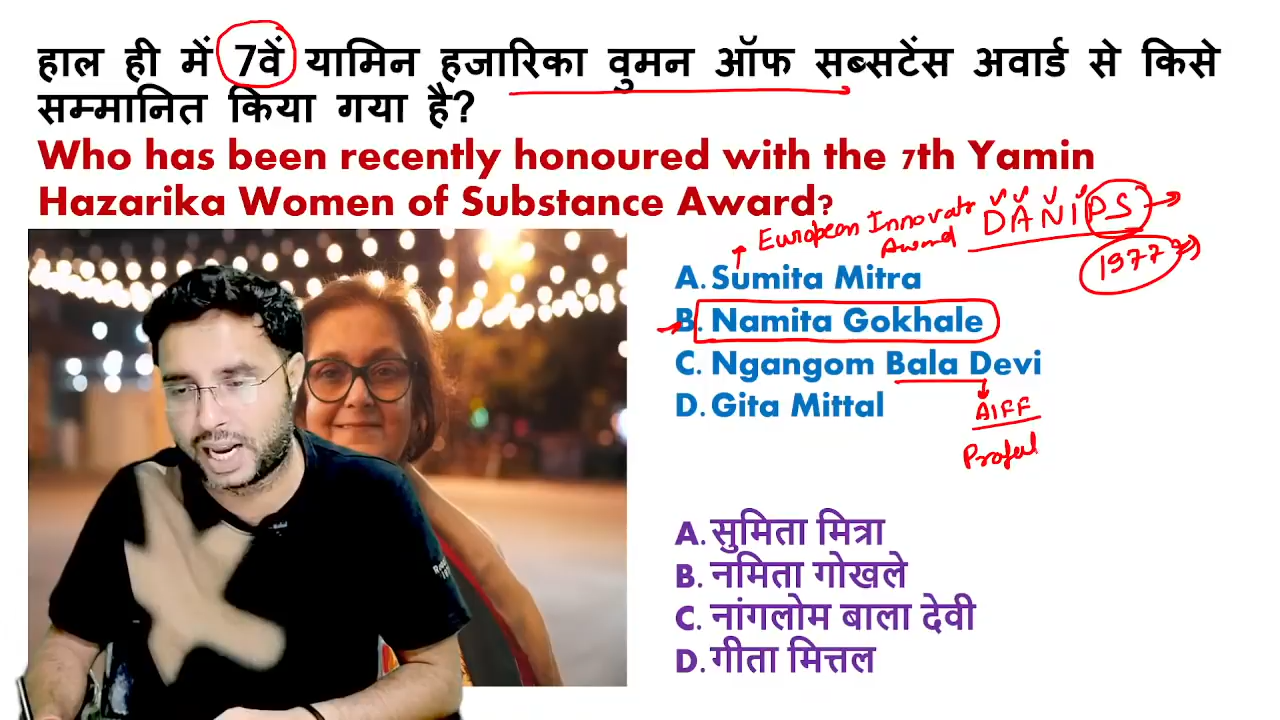 हाल ही में 7वें यामिन हजारिका वुमन ऑफ सब्सटेंस अवार्ड से किसे
सम्मानित किया गया है?
Who has been recently honoured with the 7th Yamin
Hazarika Women of Substance Award?
European Innovate
Award
DANIPS
1977
A. Sumita Mitra
B. Namita Gokhale
C. Ngangom Bala Devi
D. Gita Mittal
AIFF
A. सुमिता मित्रा
B. नमिता गोखले
C. नांगलोम बाला देवी
D. गीता मित्तल